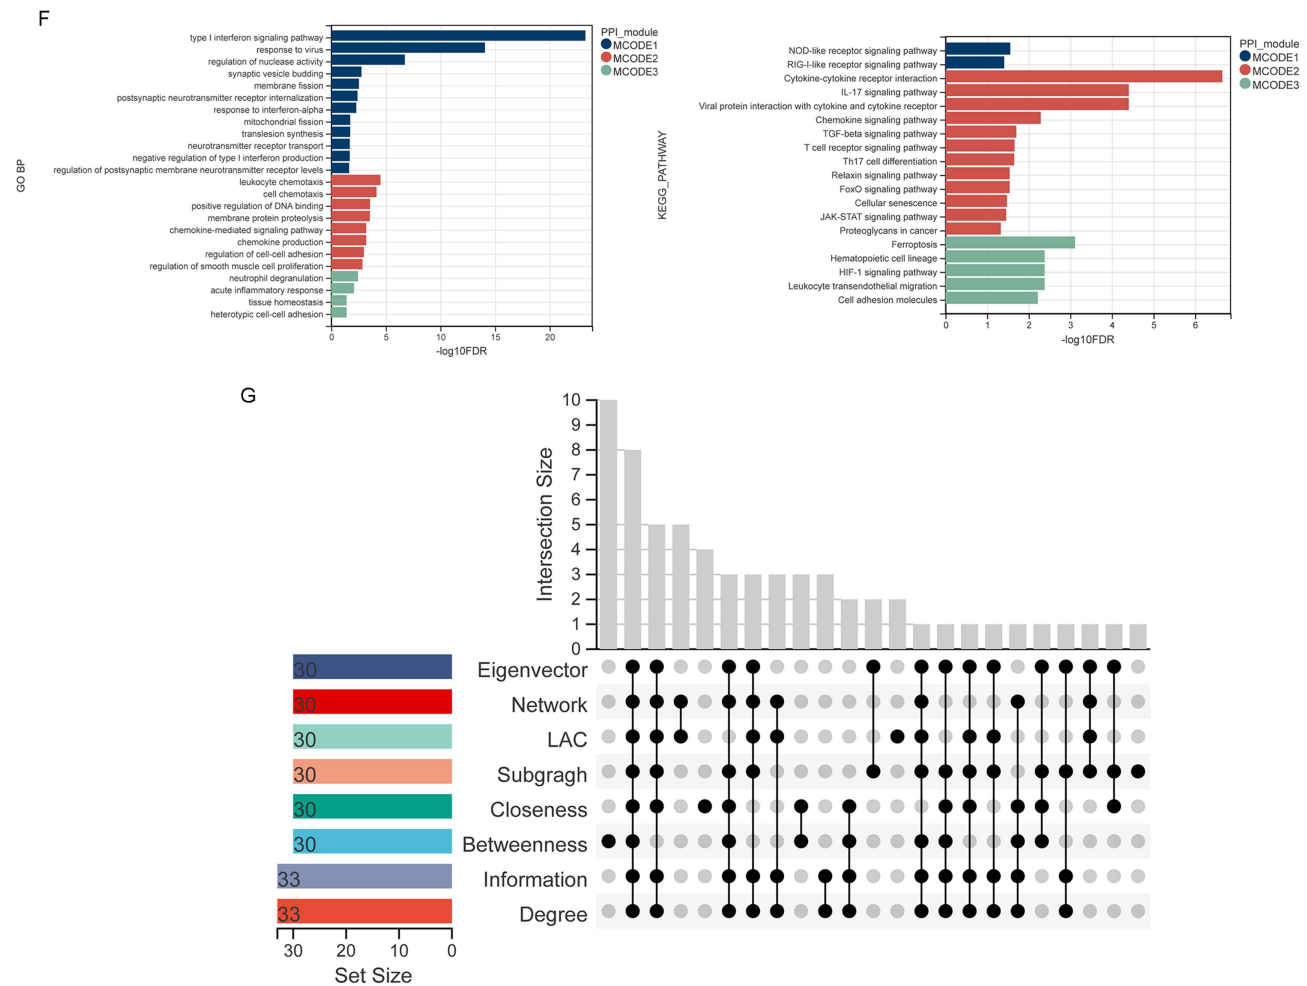 F
GO BP
type I interferon signaling pathway
response to virus
regulation of nuclease activity
synaptic vesicle budding
membrane fission
postsynaptic neurotransmitter receptor internalization
response to interferon-alpha
mitochondrial fission
translesion synthesis
neurotransmitter receptor transport
negative regulation of type I interferon production
regulation of postsynaptic membrane neurotransmitter receptor levels
leukocyte chemotaxis
cell chemotaxis
positive regulation of DNA binding
membrane protein proteolysis
chemokine-mediated signaling pathway
chemokine production
regulation of cell-cell adhesion
regulation of smooth muscle cell proliferation
neutrophil degranulation
acute inflammatory response
tissue homeostasis
heterotypic cell-cell adhesion
0 5 10 15 20
-log10FDR
PPI_module
MCODE1
MCODE2
MCODE3
KEGG_PATHWAY
NOD-like receptor signaling pathway
RIG-I-like receptor signaling pathway
Cytokine-cytokine receptor interaction
IL-17 signaling pathway
Viral protein interaction with cytokine and cytokine receptor
Chemokine signaling pathway
TGF-beta signaling pathway
T cell receptor signaling pathway
Th17 cell differentiation
Relaxin signaling pathway
FoxO signaling pathway
Cellular senescence
JAK-STAT signaling pathway
Proteoglycans in cancer
Ferroptosis
Hematopoietic cell lineage
HIF-1 signaling pathway
Leukocyte transendothelial migration
Cell adhesion molecules
0 1 2 3 4 5 6
-log10FDR
PPI_module
MCODE1
MCODE2
MCODE3
G
Intersection Size
10
9
8
7
6
5
4
3
2
1
0
30 Eigenvector
30 Network
30 LAC
30 Subgragh
30 Closeness
30 Betweenness
33 Information
33 Degree
30 20 10 0
Set Size